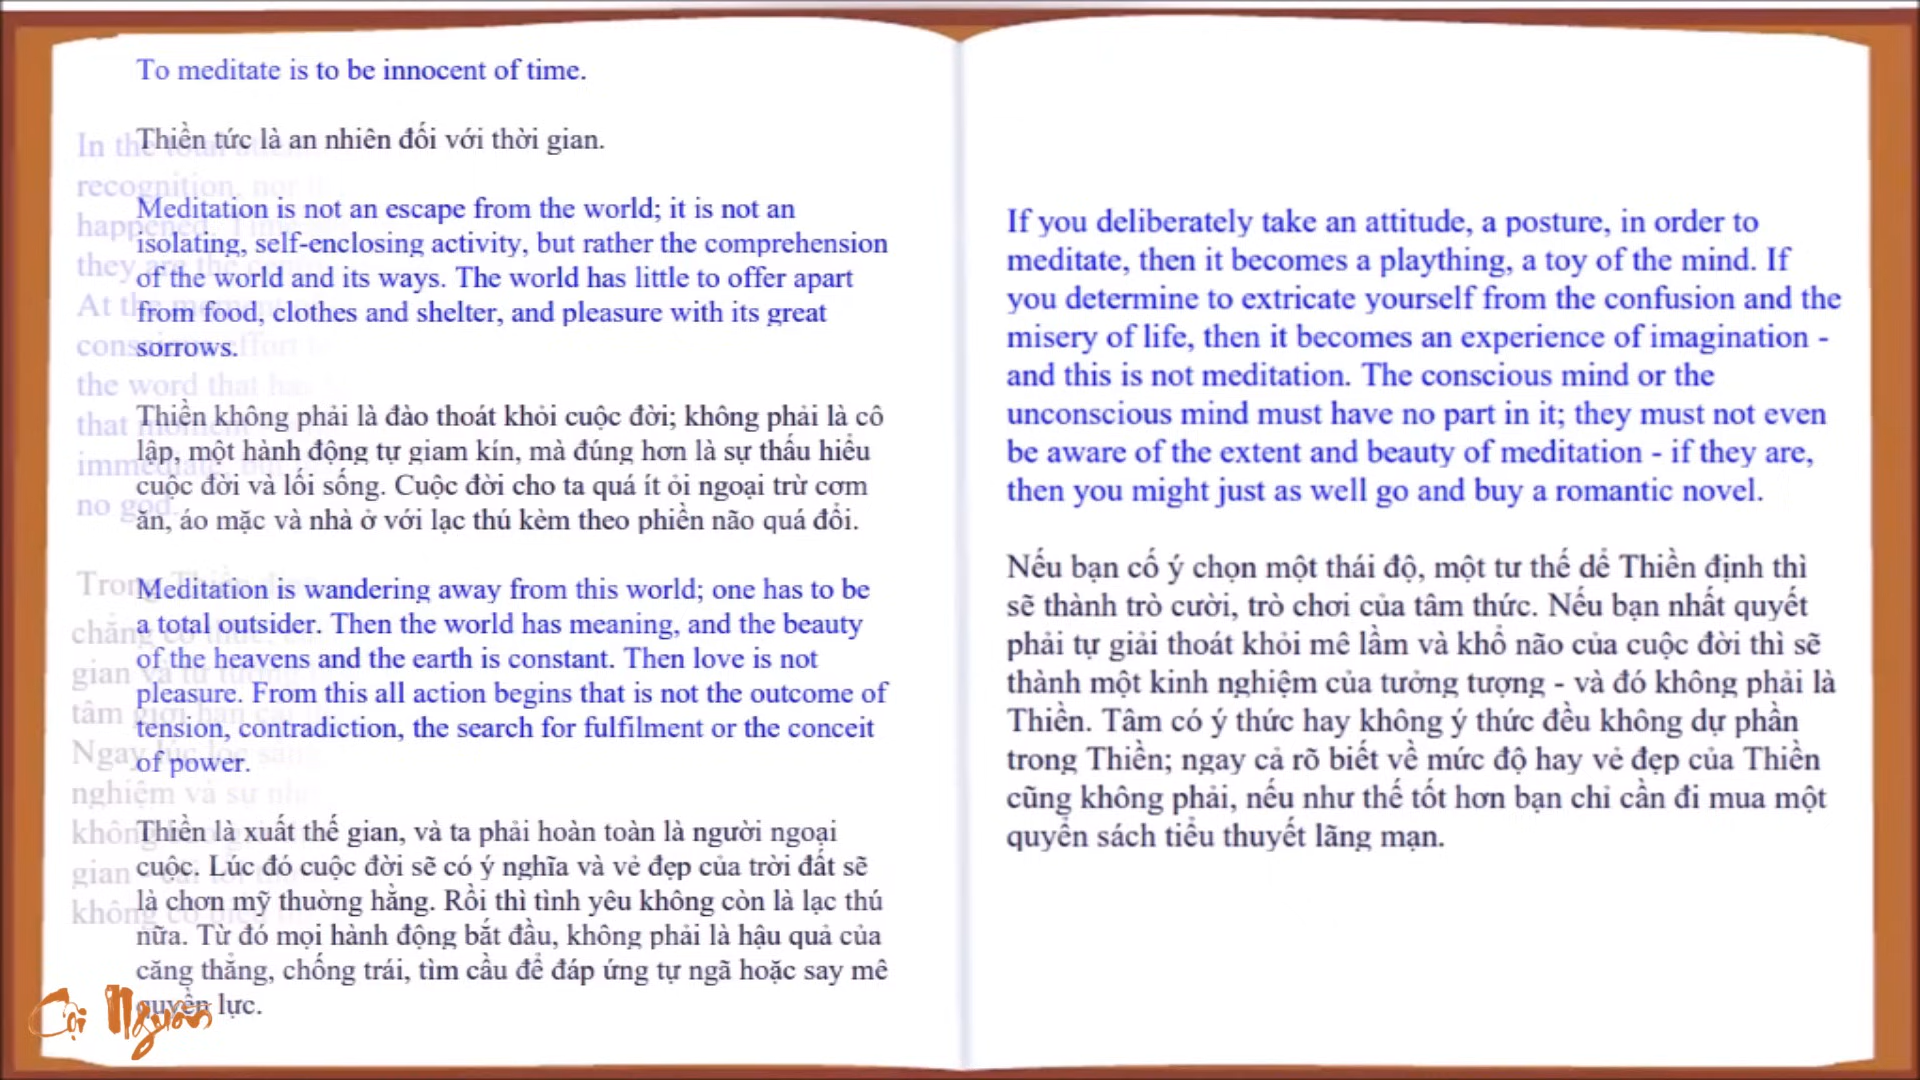 To meditate is to be innocent of time.
Thiền tức là an nhiên đối với thời gian.
Meditation is not an escape from the world; it is not an
isolating, self-enclosing activity, but rather the comprehension
of the world and its ways. The world has little to offer apart
from food, clothes and shelter, and pleasure with its great
sorrows.
Thiền không phải là đào thoát khỏi cuộc đời; không phải là cô
lập, một hành động tự giam kín, mà đúng hơn là sự thấu hiểu
cuộc đời và lối sống. Cuộc đời cho ta quá ít ỏi ngoại trừ cơm
ăn, áo mặc và nhà ở với lạc thú kèm theo phiền não quá đỗi.
Meditation is wandering away from this world; one has to be
a total outsider. Then the world has meaning, and the beauty
of the heavens and the earth is constant. Then love is not
pleasure. From this all action begins that is not the outcome of
tension, contradiction, the search for fulfilment or the conceit
of power.
Thiền là xuất thế gian, và ta phải hoàn toàn là người ngoại
cuộc. Lúc đó cuộc đời sẽ có ý nghĩa và vẻ đẹp của trời đất sẽ
là chơn mỹ thuờng hằng. Rồi thì tình yêu không còn là lạc thú
nữa. Từ đó mọi hành động bắt đầu, không phải là hậu quả của
căng thẳng, chống trái, tìm cầu để đáp ứng tự ngã hoặc say mê
quyền lực.
Cội Nguồn
If you deliberately take an attitude, a posture, in order to
meditate, then it becomes a plaything, a toy of the mind. If
you determine to extricate yourself from the confusion and the
misery of life, then it becomes an experience of imagination -
and this is not meditation. The conscious mind or the
unconscious mind must have no part in it; they must not even
be aware of the extent and beauty of meditation - if they are,
then you might just as well go and buy a romantic novel.
Nếu bạn cố ý chọn một thái độ, một tư thế dể Thiền định thì
sẽ thành trò cười, trò chơi của tâm thức. Nếu bạn nhất quyết
phải tự giải thoát khỏi mê lầm và khổ não của cuộc đời thì sẽ
thành một kinh nghiệm của tưởng tượng - và đó không phải là
Thiền. Tâm có ý thức hay không ý thức đều không dự phần
trong Thiền; ngay cả rõ biết về mức độ hay vẻ đẹp của Thiền
cũng không phải, nếu như thế tốt hơn bạn chỉ cần đi mua một
quyển sách tiểu thuyết lãng mạn.